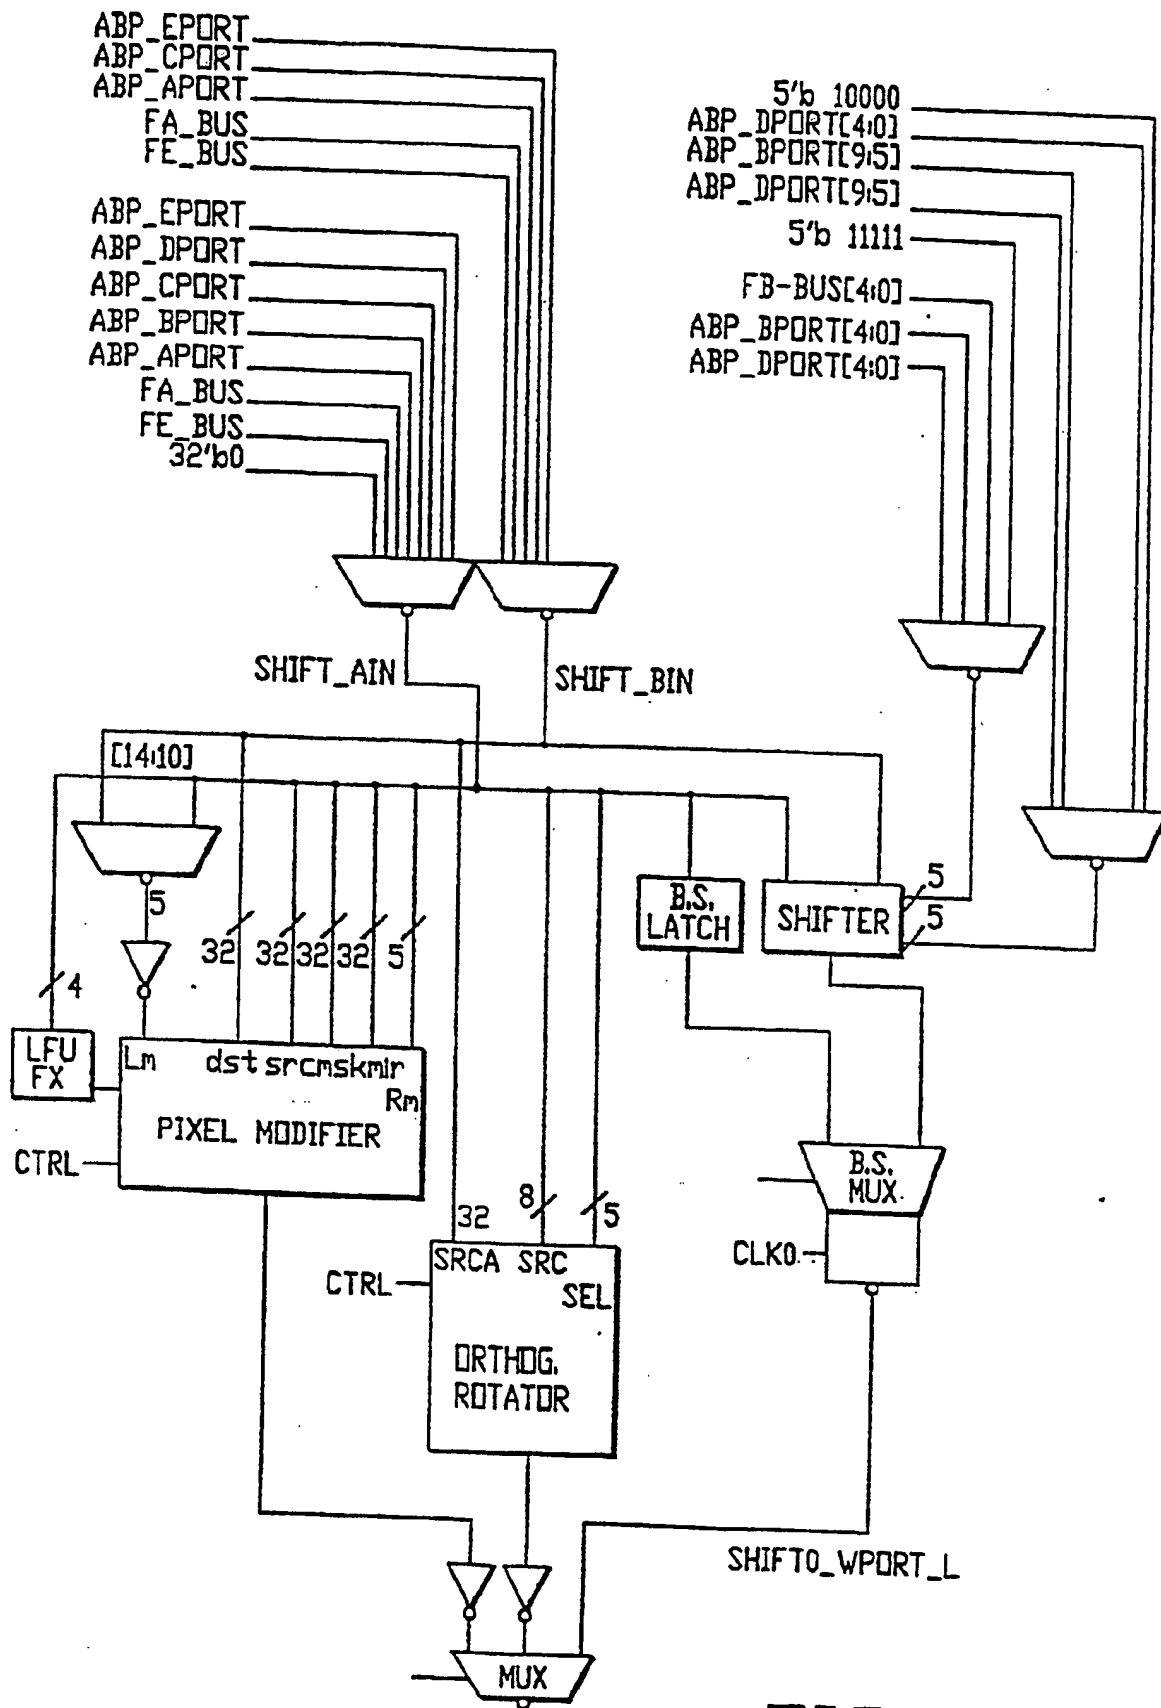 ABP_EPORT
ABP_CPORT
ABP_APORT
FA_BUS
FE_BUS
ABP_EPORT
ABP_DPORT
ABP_CPORT
ABP_BPORT
ABP_APORT
FA_BUS
FE_BUS
32'b0
5'b 10000
ABP_DPORT[4:0]
ABP_BPORT[9:5]
ABP_DPORT[9:5]
5'b 11111
FB-BUS[4:0]
ABP_BPORT[4:0]
ABP_DPORT[4:0]
SHIFT_AIN
SHIFT_BIN
[14:10]
5
32
32
32
32
5
4
B.S.
LATCH
SHIFTER
5
5
LFU
FX
Lm
dst
src
msk
mir
Rm
PIXEL MODIFIER
CTRL
B.S.
MUX
CLK0
32
8
5
SRCA
SRC
SEL
CTRL
ORTHOG.
ROTATOR
SHIFTO_WPORT_L
MUX